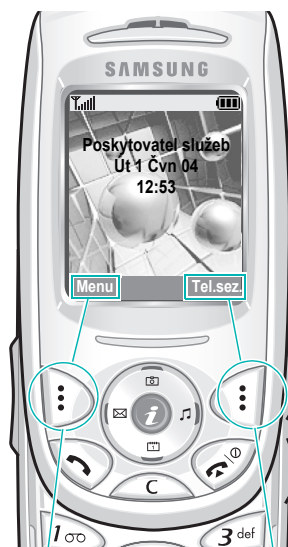 SAMSUNG
Poskytovatel služeb
Út 1 Čvn 04
12:53
Menu
Tel.sez.
i
C
1
3 def